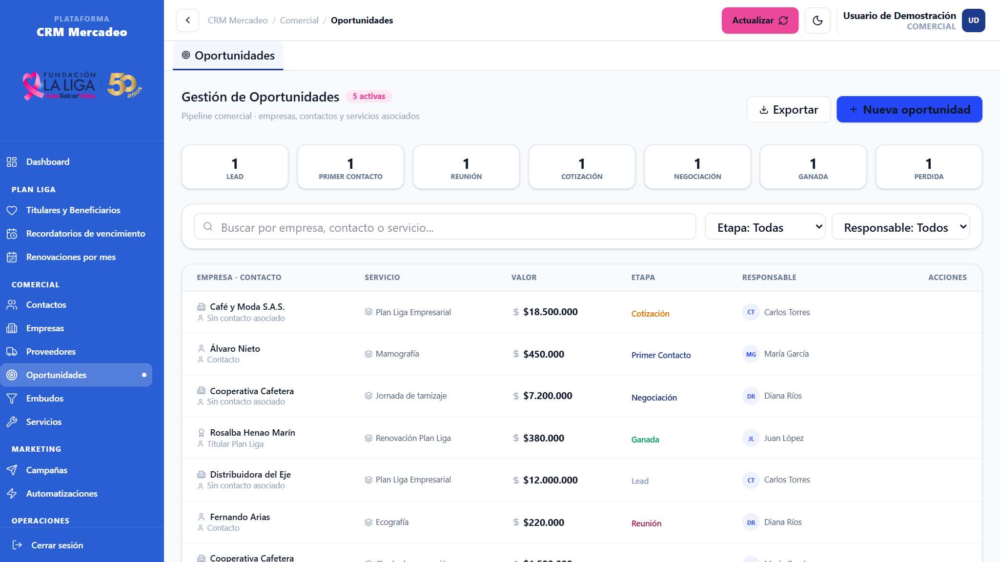 PLATAFORMA
CRM Mercadeo
FUNDACIÓN
LA LIGA
AmaSalvarVidas
50 años
Dashboard
PLAN LIGA
Titulares y Beneficiarios
Recordatorios de vencimiento
Renovaciones por mes
COMERCIAL
Contactos
Empresas
Proveedores
Oportunidades
Embudos
Servicios
MARKETING
Campañas
Automatizaciones
OPERACIONES
Cerrar sesión
CRM Mercadeo / Comercial / Oportunidades
Actualizar
Usuario de Demostración
COMERCIAL
UD
Oportunidades
Gestión de Oportunidades 5 activas
Pipeline comercial · empresas, contactos y servicios asociados
Exportar
+ Nueva oportunidad
1 LEAD
1 PRIMER CONTACTO
1 REUNIÓN
1 COTIZACIÓN
1 NEGOCIACIÓN
1 GANADA
1 PERDIDA
Buscar por empresa, contacto o servicio...
Etapa: Todas
Responsable: Todos
EMPRESA · CONTACTO SERVICIO VALOR ETAPA RESPONSABLE ACCIONES
Café y Moda S.A.S.
Sin contacto asociado
Plan Liga Empresarial $ $18.500.000 Cotización CT Carlos Torres
Álvaro Nieto
Contacto
Mamografía $ $450.000 Primer Contacto MG María García
Cooperativa Cafetera
Sin contacto asociado
Jornada de tamizaje $ $7.200.000 Negociación DR Diana Ríos
Rosalba Henao Marín
Titular Plan Liga
Renovación Plan Liga $ $380.000 Ganada JL Juan López
Distribuidora del Eje
Sin contacto asociado
Plan Liga Empresarial $ $12.000.000 Lead CT Carlos Torres
Fernando Arias
Contacto
Ecografía $ $220.000 Reunión DR Diana Ríos
Cooperativa Cafetera